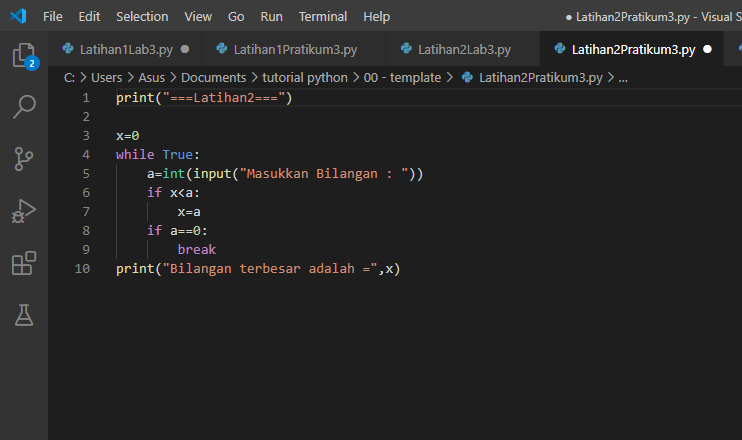 File Edit Selection View Go Run Terminal Help ● Latihan2Pratikum3.py - Visual S
Latihan1Lab3.py ● Latihan1Pratikum3.py Latihan2Lab3.py Latihan2Pratikum3.py ●
C: > Users > Asus > Documents > tutorial python > 00 - template > Latihan2Pratikum3.py > ...
2
1 print("===Latihan2===")
2
3 x=0
4 while True:
5     a=int(input("Masukkan Bilangan : "))
6     if x<a:
7         x=a
8     if a==0:
9         break
10 print("Bilangan terbesar adalah =",x)